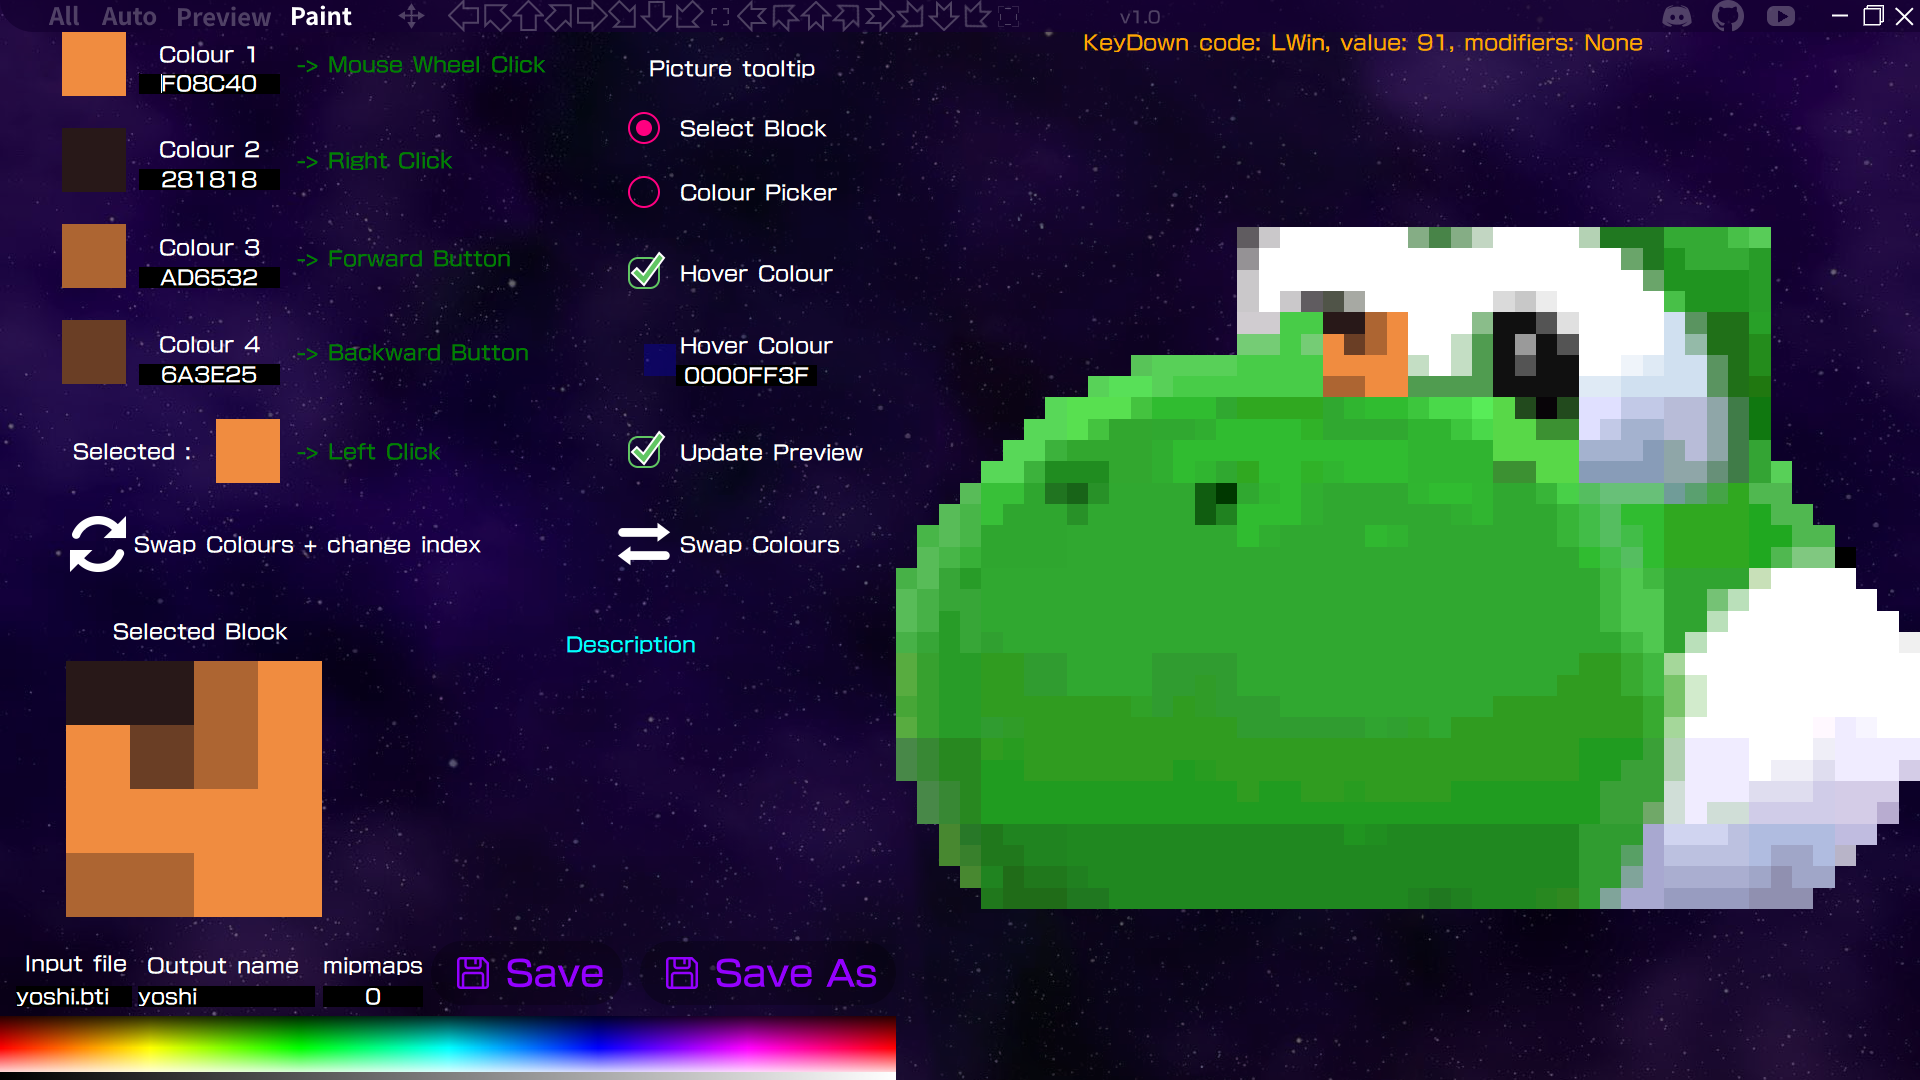 All Auto Preview Paint v1.0
KeyDown code: LWin, value: 91, modifiers: None
Colour 1
F08C40
-> Mouse Wheel Click
Colour 2
281818
-> Right Click
Colour 3
AD6532
-> Forward Button
Colour 4
6A3E25
-> Backward Button
Selected :
-> Left Click
Swap Colours + change index
Picture tooltip
Select Block
Colour Picker
Hover Colour
Hover Colour
0000FF3F
Update Preview
Swap Colours
Selected Block
Description
Input file
yoshi.bti
Output name
yoshi
mipmaps
0
Save
Save As